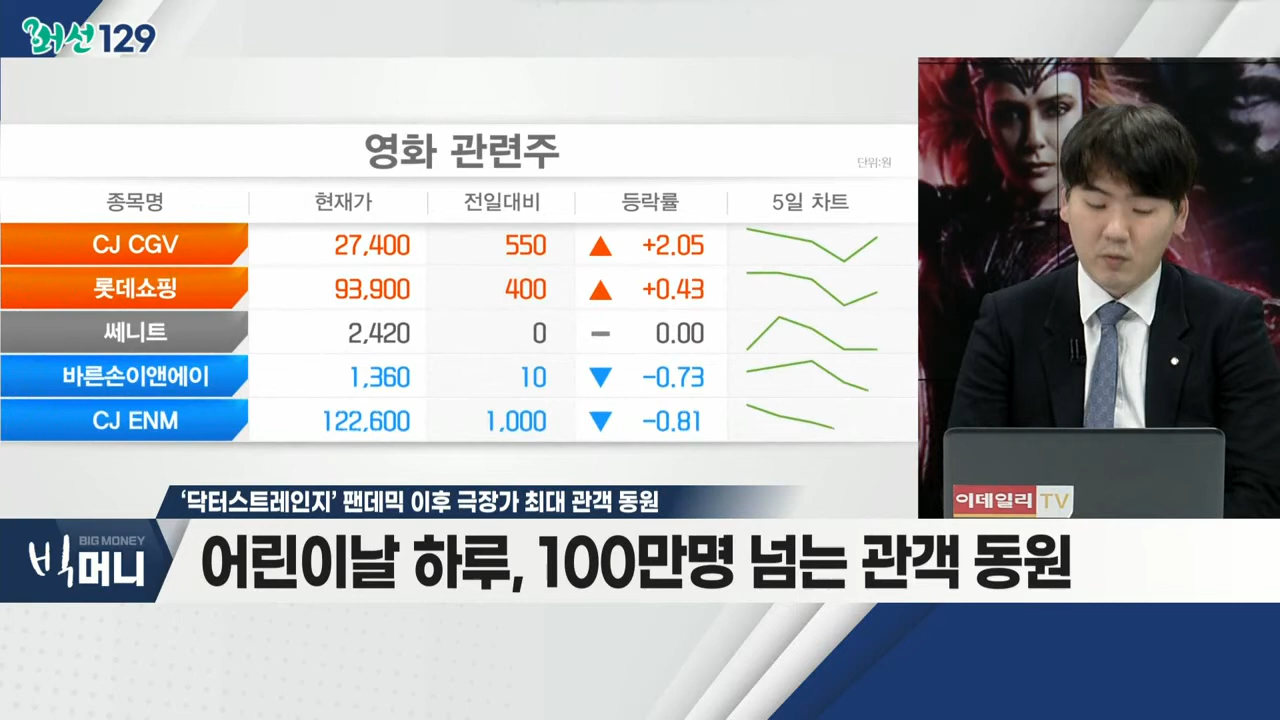 머선129
영화 관련주
단위:원
종목명 현재가 전일대비 등락률 5일 차트
CJ CGV 27,400 550 ▲ +2.05
롯데쇼핑 93,900 400 ▲ +0.43
쎄니트 2,420 0 – 0.00
바른손이앤에이 1,360 10 ▼ -0.73
CJ ENM 122,600 1,000 ▼ -0.81
이데일리TV
'닥터스트레인지' 팬데믹 이후 극장가 최대 관객 동원
BIG MONEY
빅머니
어린이날 하루, 100만명 넘는 관객 동원